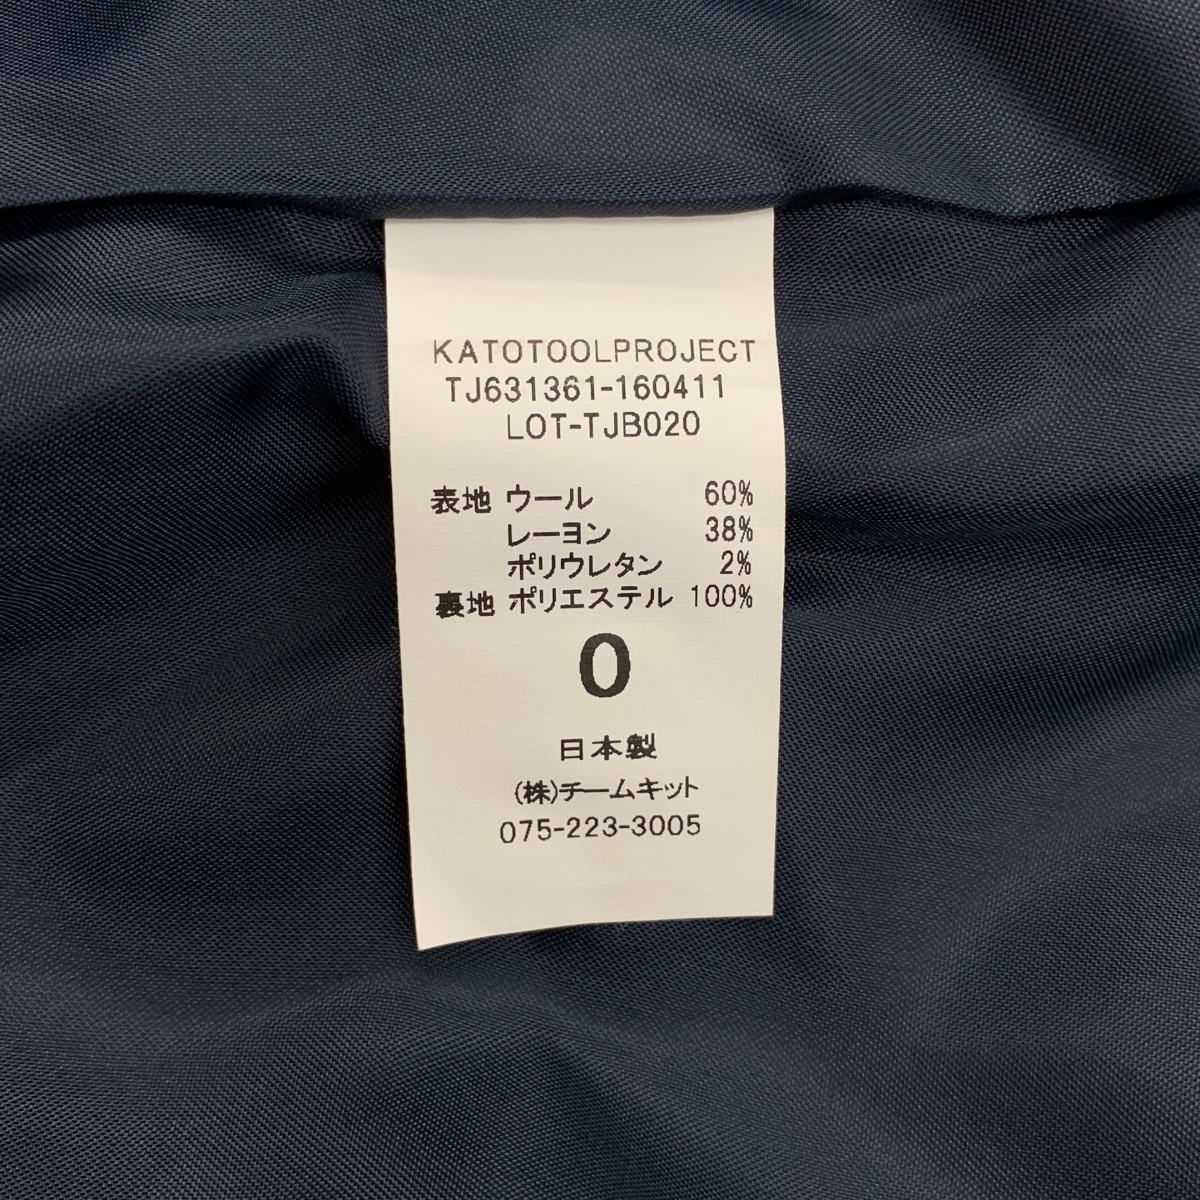 KATOTOOLPROJECT
TJ631361-160411
LOT-TJB020
表地 ウール 60%
レーヨン 38%
ポリウレタン 2%
裏地 ポリエステル 100%
0
日本製
(株)チームキット
075-223-3005